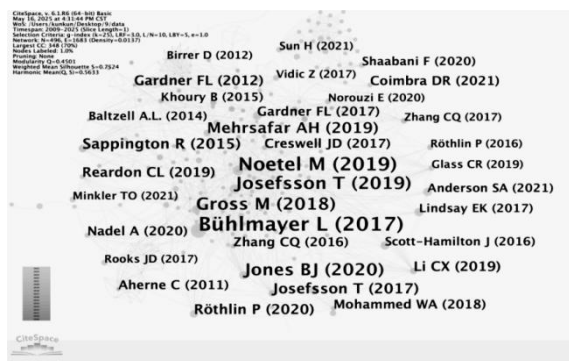 CiteSpace, v. 6.1.R6 (64-bit) Basic
May 16, 2025 at 4:31:44 PM CST
WoS: /Users/kunkun/Desktop/9/data
Timespan: 2009-2025 (Slice Length=1)
Selection Criteria: g-index (k=25), LRF=3.0, L/N=10, LBY=5, e=1.0
Network: N=496, E=1683 (Density=0.0137)
Largest CC: 348 (70%)
Nodes Labeled: 1.0%
Pruning: None
Modularity Q=0.4501
Weighted Mean Silhouette S=0.7524
Harmonic Mean(Q, S)=0.5633
Sun H (2021)
Birrer D (2012)
Shaabani F (2020)
Gardner FL (2012)
Vidic Z (2017)
Coimbra DR (2021)
Khoury B (2015)
Norouzi E (2020)
Baltzell A.L. (2014)
Gardner FL (2017)
Zhang CQ (2017)
Mehrsafar AH (2019)
Sappington R (2015)
Creswell JD (2017)
Röthlin P (2016)
Noetel M (2019)
Glass CR (2019)
Reardon CL (2019)
Josefsson T (2019)
Anderson SA (2021)
Minkler TO (2021)
Gross M (2018)
Lindsay EK (2017)
Bühlmayer L (2017)
Nadel A (2020)
Zhang CQ (2016)
Scott-Hamilton J (2016)
Rooks JD (2017)
Jones BJ (2020)
Li CX (2019)
Aherne C (2011)
Josefsson T (2017)
Röthlin P (2020)
Mohammed WA (2018)
CiteSpace